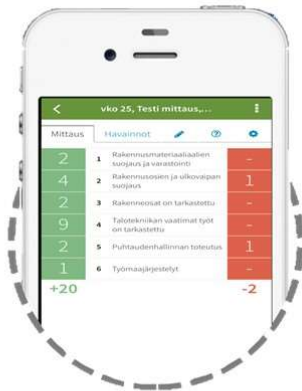 vko 25, Testi mittaus,...
Mittaus Havainnot
2 1 Rakennusmateriaaliaalien
suojaus ja varastointi -
4 2 Rakennusosien ja ulkovaipan
suojaus 1
2 3 Rakenneosat on tarkastettu -
9 4 Talotekniikan vaatimat työt
on tarkastettu -
2 5 Puhtaudenhallinnan toteutus 1
1 6 Työmaajärjestelyt -
+20 -2